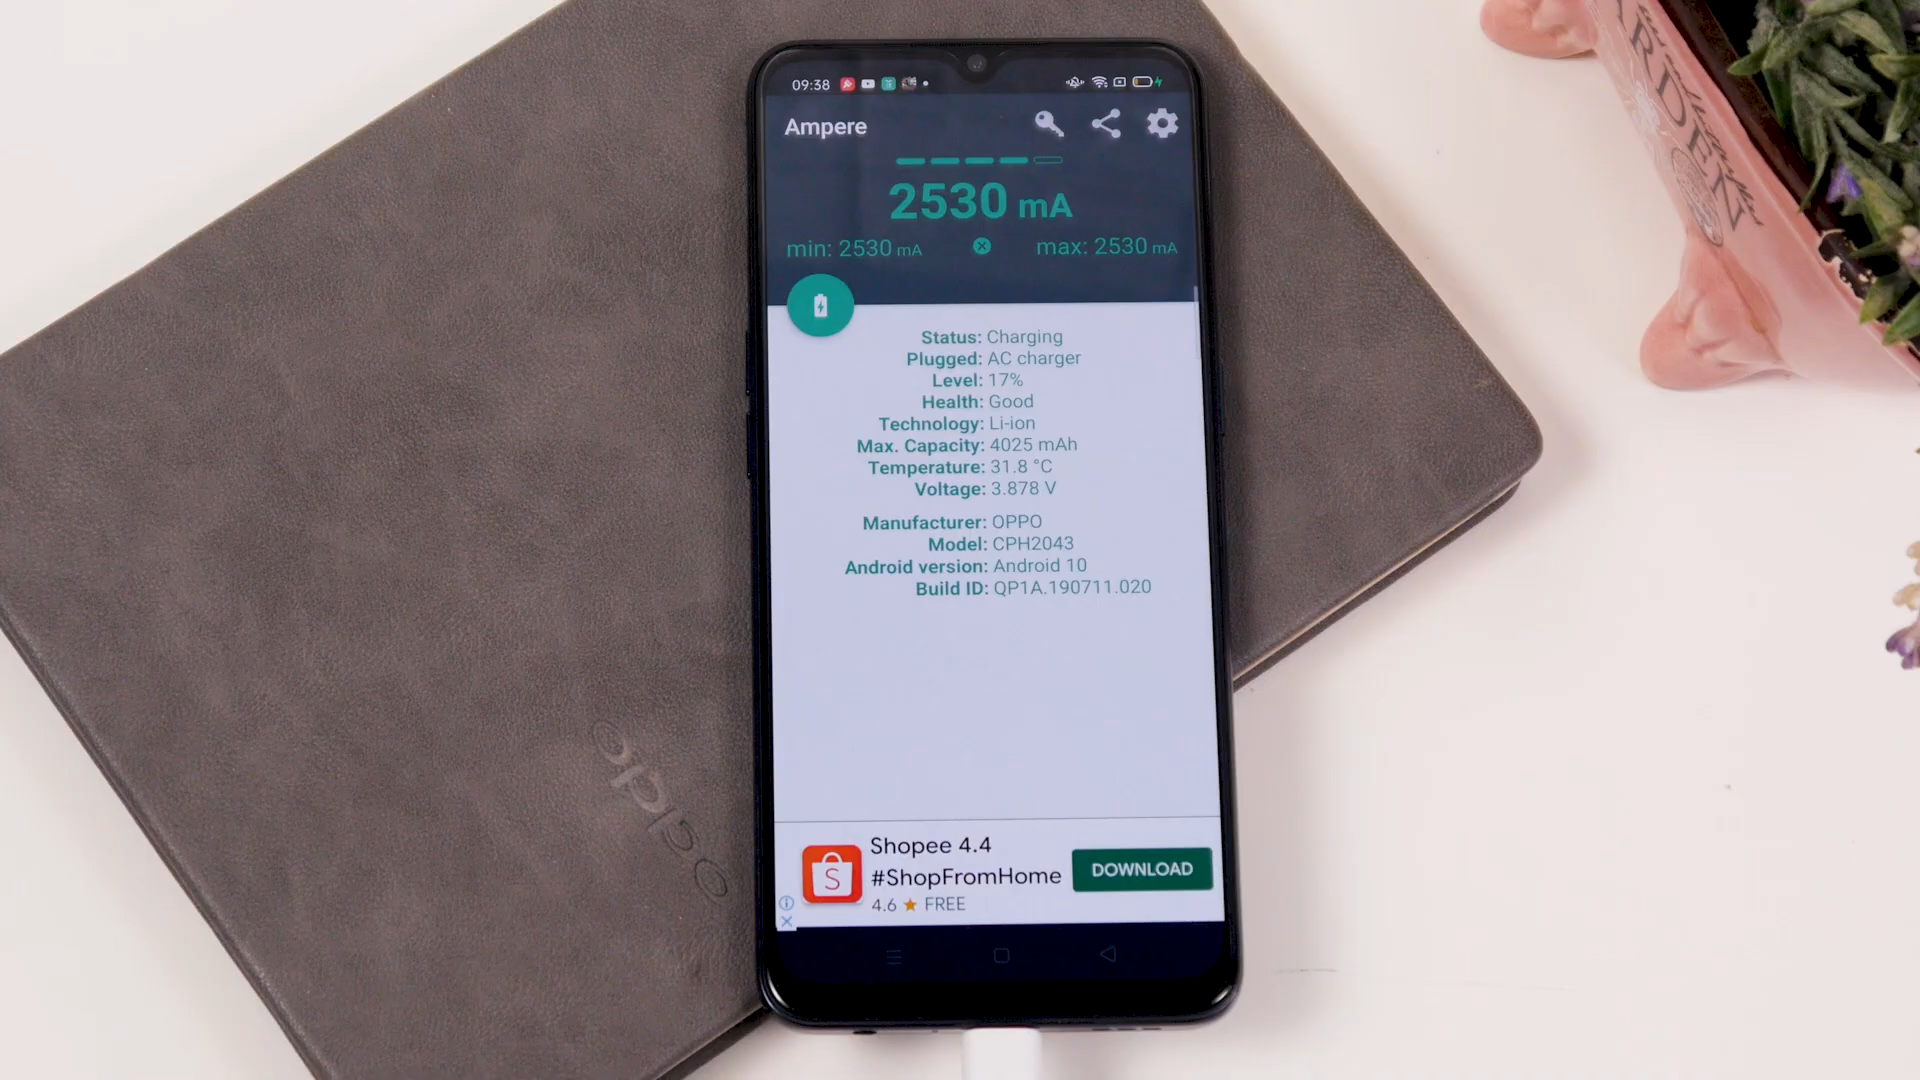 09:38
Ampere
2530 mA
min: 2530 mA
max: 2530 mA
Status: Charging
Plugged: AC charger
Level: 17%
Health: Good
Technology: Li-ion
Max. Capacity: 4025 mAh
Temperature: 31.8 °C
Voltage: 3.878 V
Manufacturer: OPPO
Model: CPH2043
Android version: Android 10
Build ID: QP1A.190711.020
S
Shopee 4.4
#ShopFromHome
4.6 ★ FREE
DOWNLOAD
oppo